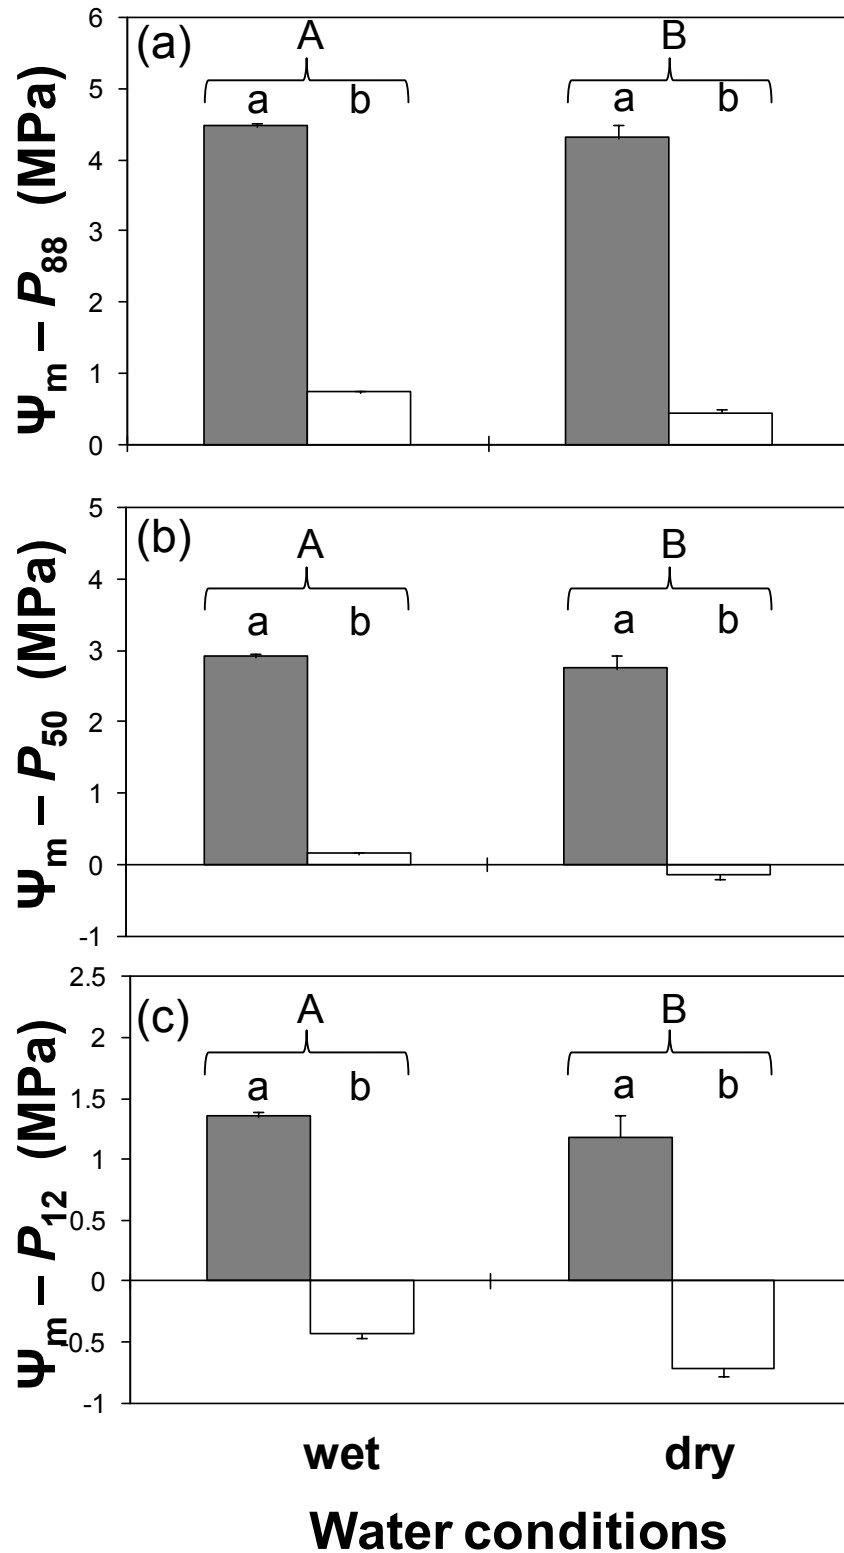 (a)
A
B
a b a b
6
5
4
3
2
1
0
Ψm – P88 (MPa)
(b)
A
B
a b a b
5
4
3
2
1
0
-1
Ψm – P50 (MPa)
(c)
A
B
a b a b
2.5
2
1.5
1
0.5
0
-0.5
-1
Ψm – P12 (MPa)
wet dry
Water conditions